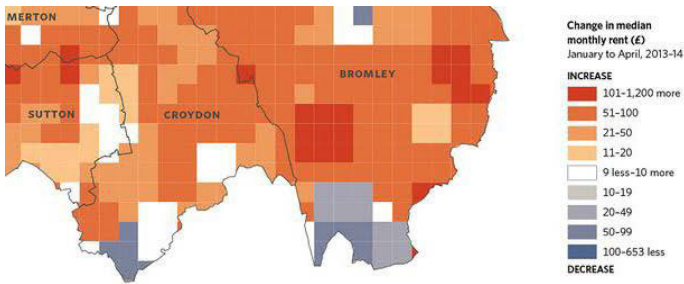 MERTON
SUTTON
CROYDON
BROMLEY
Change in median
monthly rent (£)
January to April, 2013–14
INCREASE
101–1,200 more
51–100
21–50
11–20
9 less–10 more
10–19
20–49
50–99
100–653 less
DECREASE